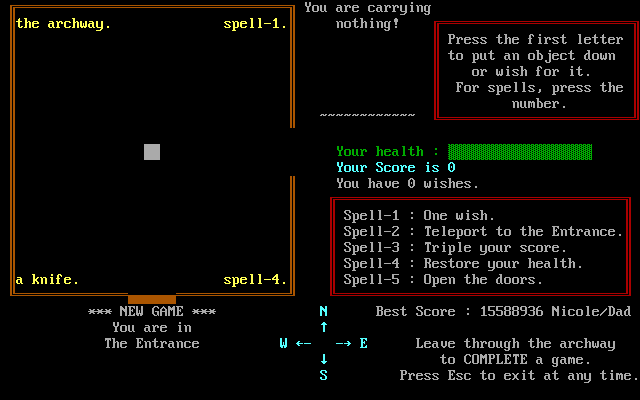 You are carrying
nothing!
the archway. spell-1.
Press the first letter
to put an object down
or wish for it.
For spells, press the
number.
~~~~~~~~~~~~
Your health :
Your Score is 0
You have 0 wishes.
Spell-1 : One wish.
Spell-2 : Teleport to the Entrance.
Spell-3 : Triple your score.
Spell-4 : Restore your health.
Spell-5 : Open the doors.
a knife. spell-4.
*** NEW GAME ***
You are in
The Entrance
N
↑
W ←- -→ E
↓
S
Best Score : 15588936 Nicole/Dad
Leave through the archway
to COMPLETE a game.
Press Esc to exit at any time.